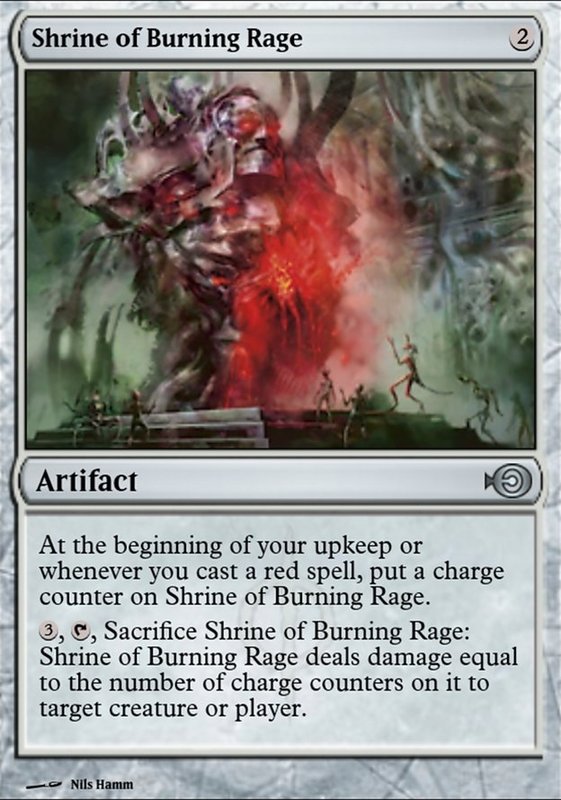 Shrine of Burning Rage 2
Artifact
At the beginning of your upkeep or
whenever you cast a red spell, put a charge
counter on Shrine of Burning Rage.
3, , Sacrifice Shrine of Burning Rage:
Shrine of Burning Rage deals damage equal
to the number of charge counters on it to
target creature or player.
Nils Hamm